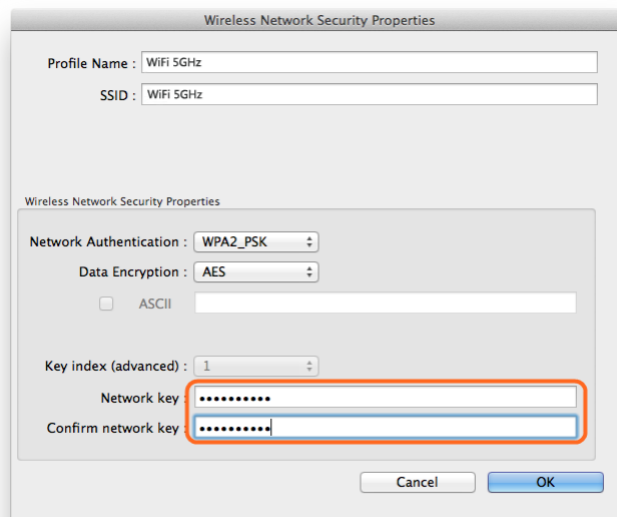 Wireless Network Security Properties
Profile Name : WiFi 5GHz
SSID : WiFi 5GHz
Wireless Network Security Properties
Network Authentication : WPA2_PSK
Data Encryption : AES
ASCII
Key index (advanced) : 1
Network key : ••••••••••
Confirm network key : ••••••••••
Cancel OK